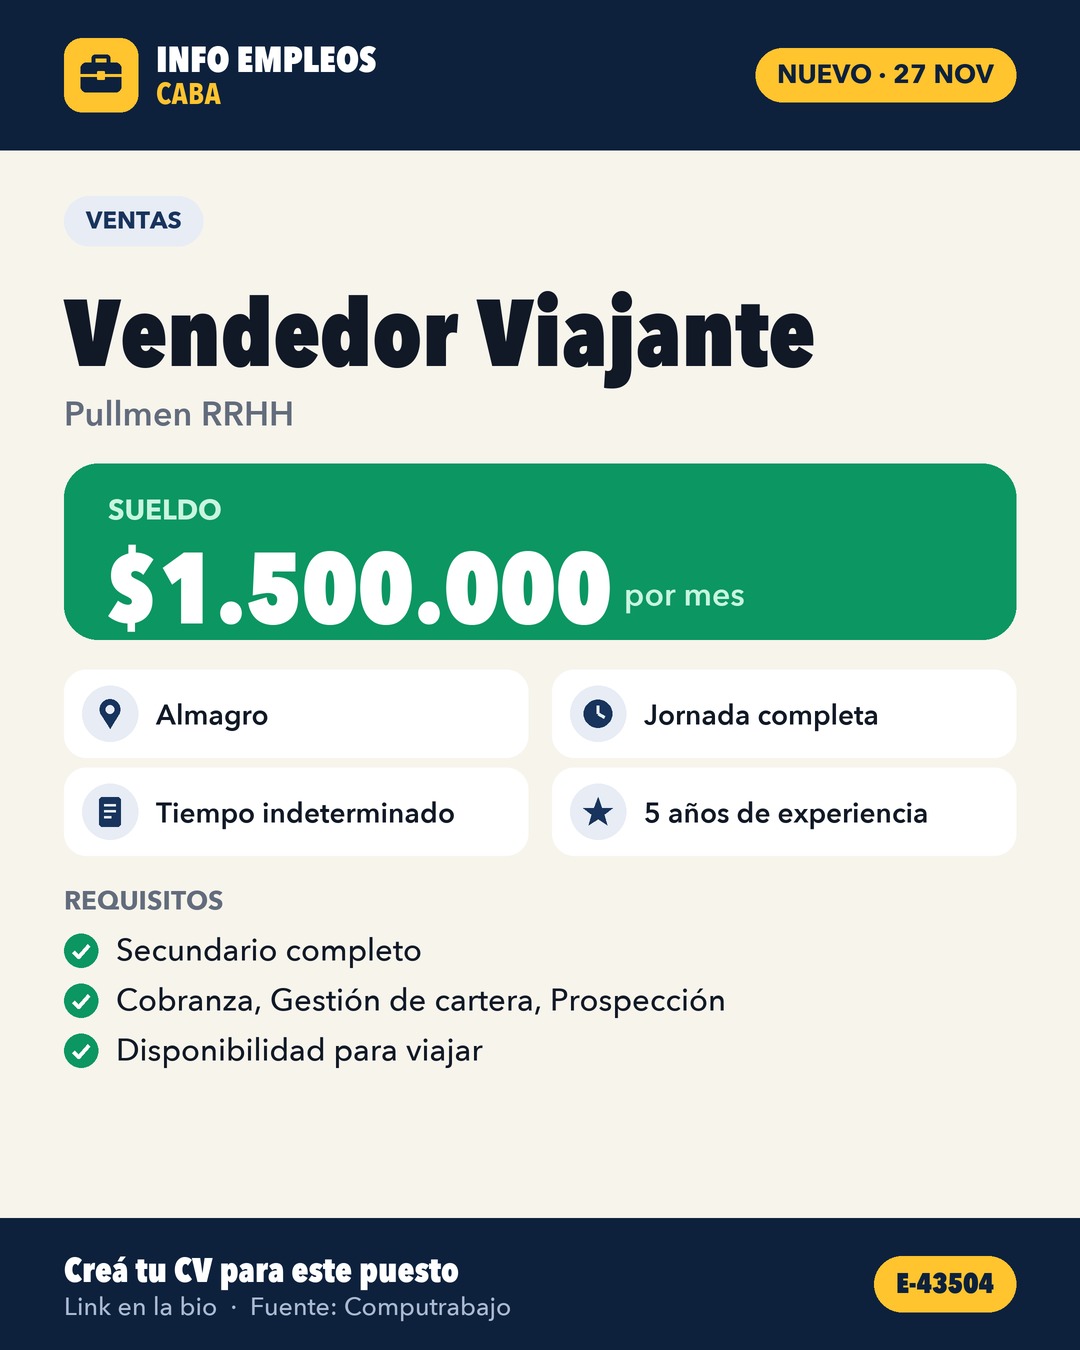 INFO EMPLEOS
CABA
NUEVO · 27 NOV
VENTAS
Vendedor Viajante
Pullmen RRHH
SUELDO
$1.500.000 por mes
Almagro
Jornada completa
Tiempo indeterminado
5 años de experiencia
REQUISITOS
Secundario completo
Cobranza, Gestión de cartera, Prospección
Disponibilidad para viajar
Creá tu CV para este puesto
Link en la bio · Fuente: Computrabajo
E-43504